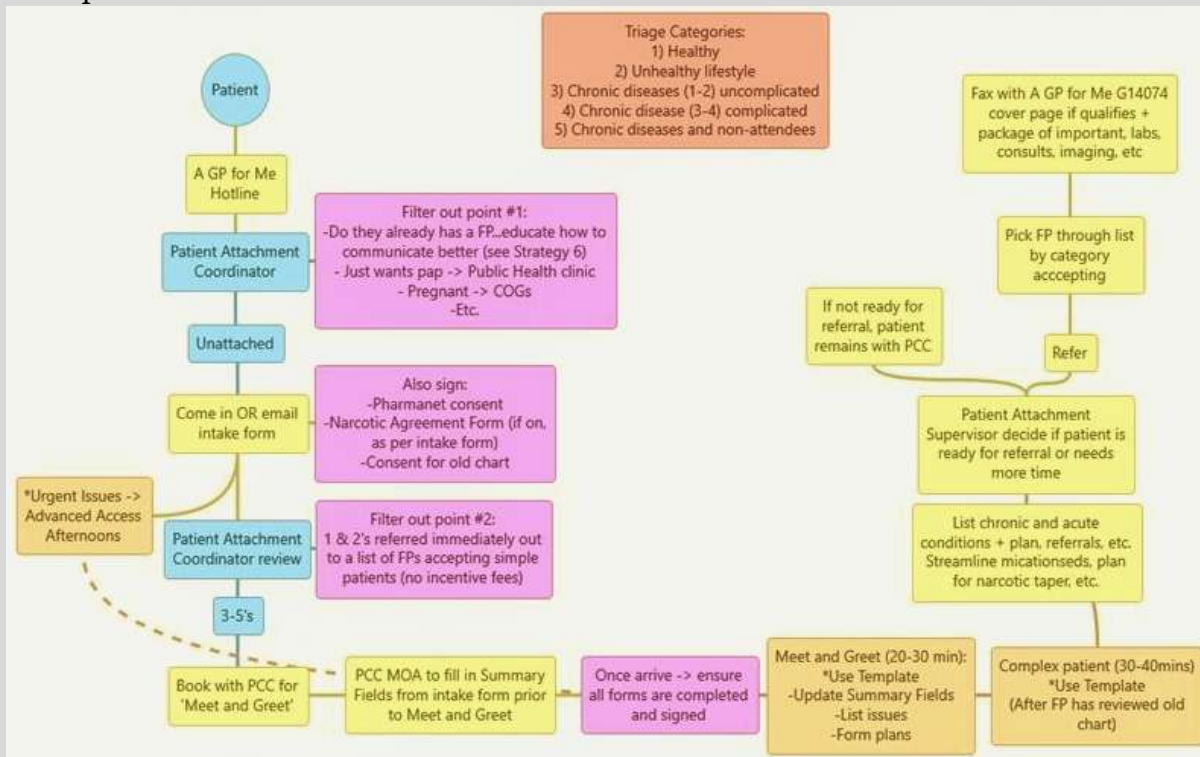 Triage Categories:
1) Healthy
2) Unhealthy lifestyle
3) Chronic diseases (1-2) uncomplicated
4) Chronic disease (3-4) complicated
5) Chronic diseases and non-attendees
Patient
A GP for Me
Hotline
Patient Attachment
Coordinator
Filter out point #1:
-Do they already has a FP...educate how to
communicate better (see Strategy 6)
- Just wants pap -> Public Health clinic
- Pregnant -> COGs
-Etc.
Unattached
Come in OR email
intake form
Also sign:
-Pharmanet consent
-Narcotic Agreement Form (if on,
as per intake form)
-Consent for old chart
*Urgent Issues ->
Advanced Access
Afternoons
Patient Attachment
Coordinator review
Filter out point #2:
1 & 2's referred immediately out
to a list of FPs accepting simple
patients (no incentive fees)
3-5's
Book with PCC for
'Meet and Greet'
PCC MOA to fill in Summary
Fields from intake form prior
to Meet and Greet
Once arrive -> ensure
all forms are completed
and signed
Meet and Greet (20-30 min):
*Use Template
-Update Summary Fields
-List issues
-Form plans
Complex patient (30-40mins)
*Use Template
(After FP has reviewed old
chart)
List chronic and acute
conditions + plan, referrals, etc.
Streamline micationseds, plan
for narcotic taper, etc.
Patient Attachment
Supervisor decide if patient is
ready for referral or needs
more time
If not ready for
referral, patient
remains with PCC
Refer
Pick FP through list
by category
acccepting
Fax with A GP for Me G14074
cover page if qualifies +
package of important, labs,
consults, imaging, etc